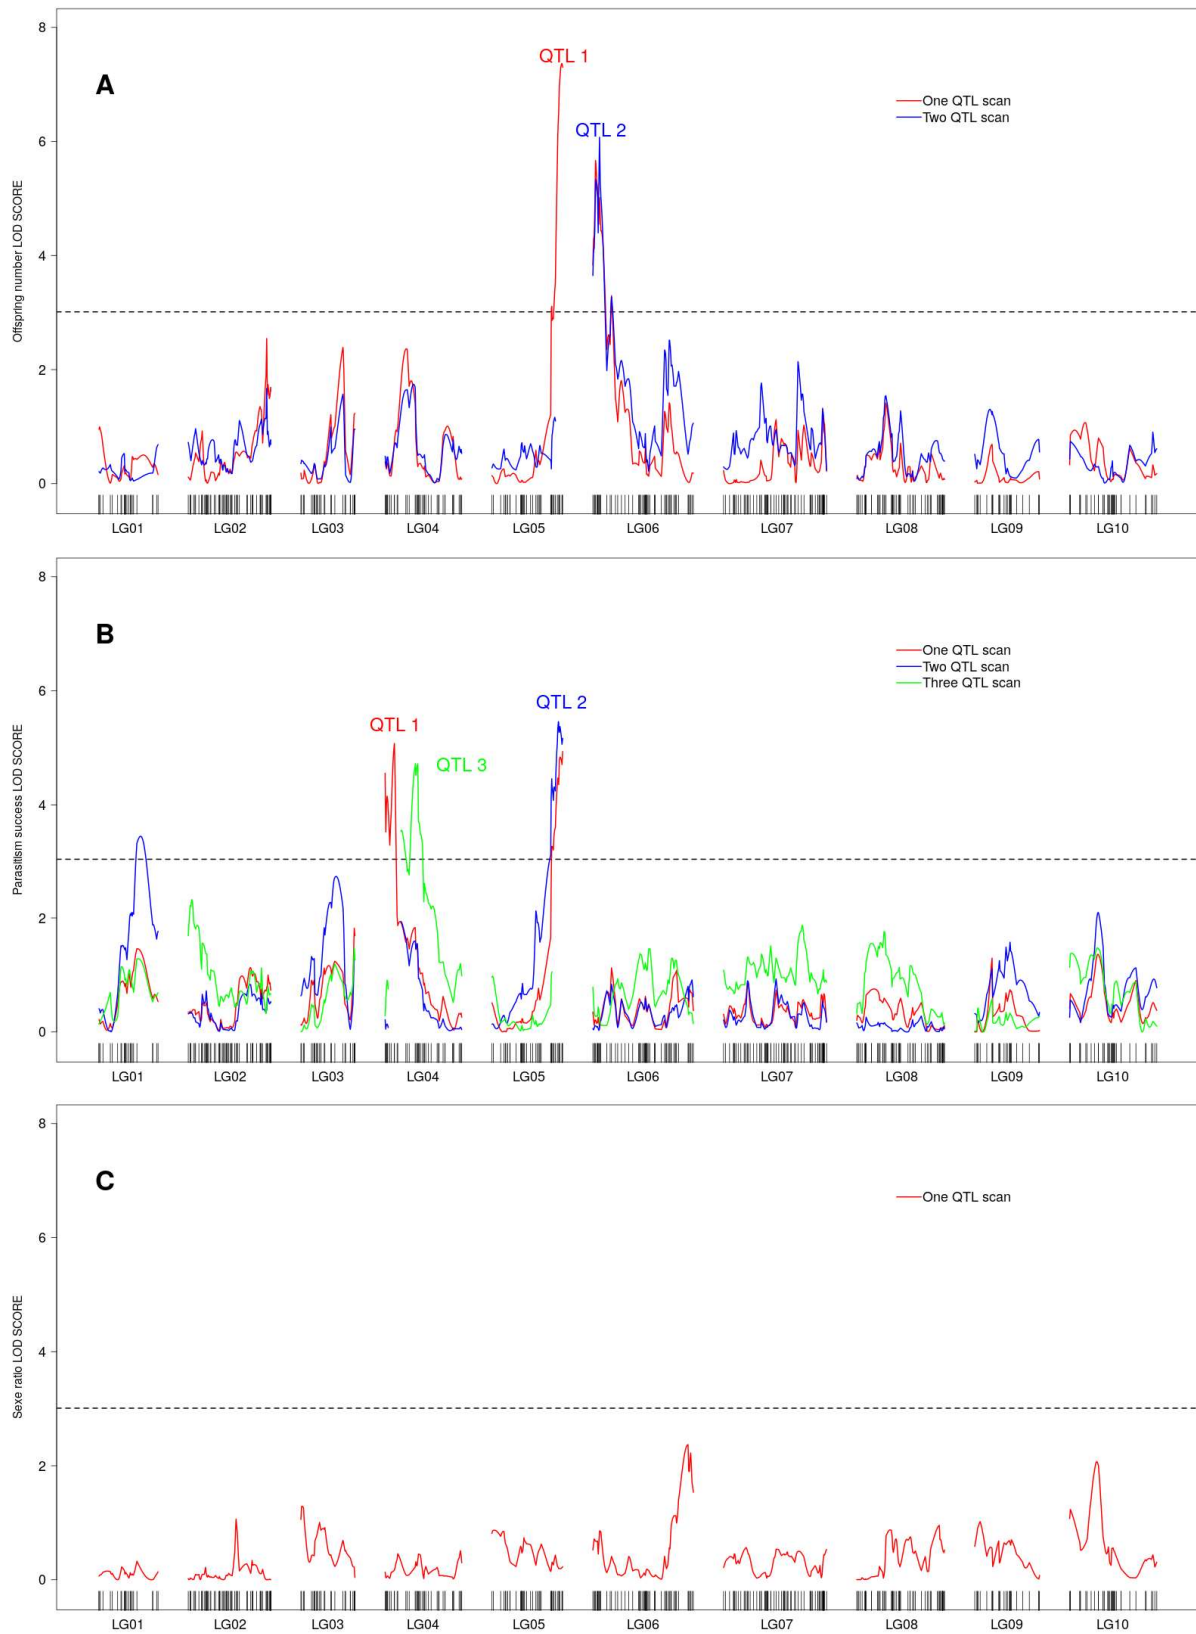 8
QTL 1
A
One QTL scan
Two QTL scan
QTL 2
6
Offspring number LOD SCORE
4
2
0
LG01 LG02 LG03 LG04 LG05 LG06 LG07 LG08 LG09 LG10
8
B
One QTL scan
Two QTL scan
Three QTL scan
6
QTL 2
QTL 1
QTL 3
Parasitism success LOD SCORE
4
2
0
LG01 LG02 LG03 LG04 LG05 LG06 LG07 LG08 LG09 LG10
8
C
One QTL scan
6
Sexe ratio LOD SCORE
4
2
0
LG01 LG02 LG03 LG04 LG05 LG06 LG07 LG08 LG09 LG10